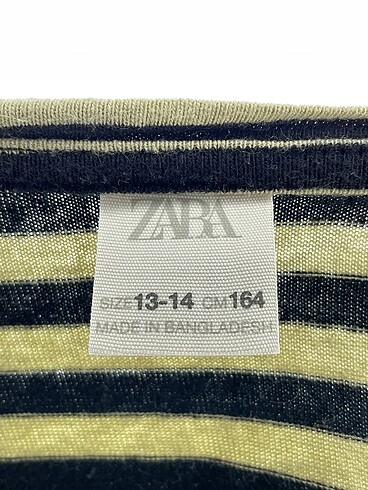 ZARA
SIZE 13-14 CM 164
MADE IN BANGLADESH